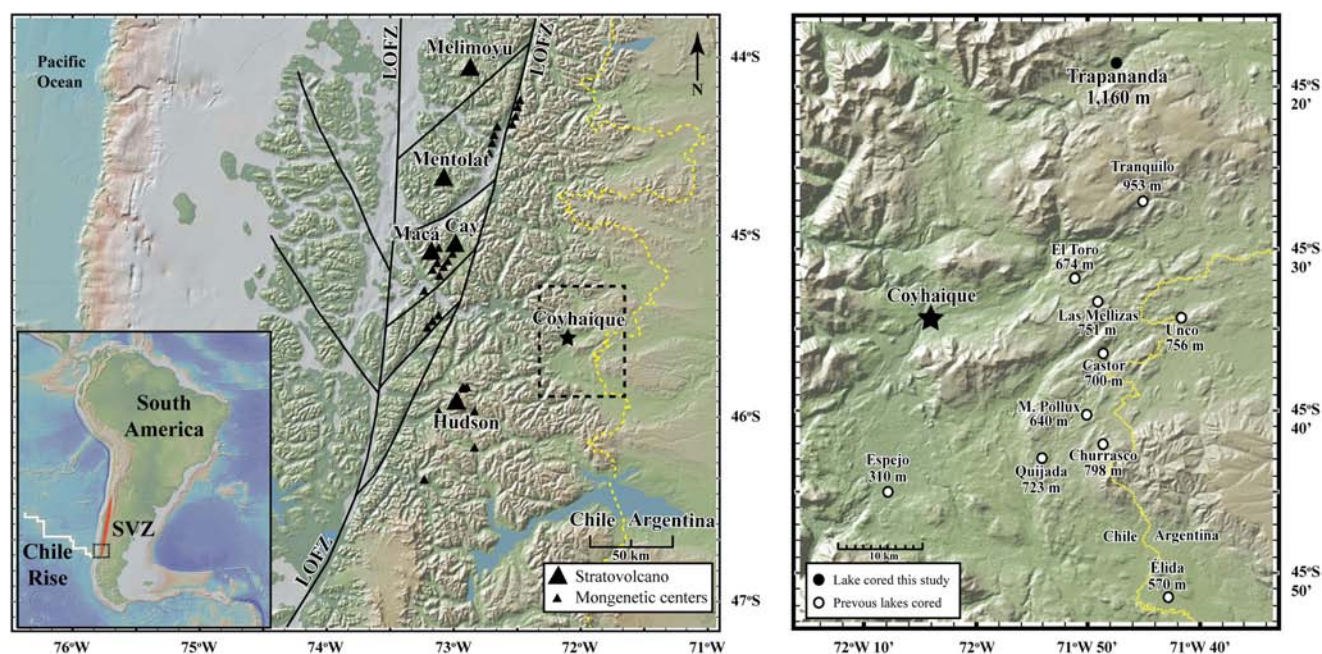 Pacific
Ocean
LOFZ
LOFZ
Melimoyu
N
Mentolat
Cay
Macá
Coyhaique
Hudson
Chile Argentina
50 km
LOFZ
Stratovolcano
Mongenetic centers
South
America
SVZ
Chile
Rise
44ºS
45ºS
46ºS
47ºS
76ºW
75ºW
74ºW
73ºW
72ºW
71ºW
Trapananda
1,160 m
Tranquilo
953 m
El Toro
674 m
Coyhaique
Las Mellizas
751 m
Unco
756 m
Castor
700 m
M. Pollux
640 m
Churrasco
798 m
Quijada
723 m
Espejo
310 m
10 km
Chile Argentina
Élida
570 m
Lake cored this study
Prevous lakes cored
45ºS
20'
45ºS
30'
45ºS
40'
45ºS
50'
72ºW 10'
72ºW
71ºW 50'
71ºW 40'